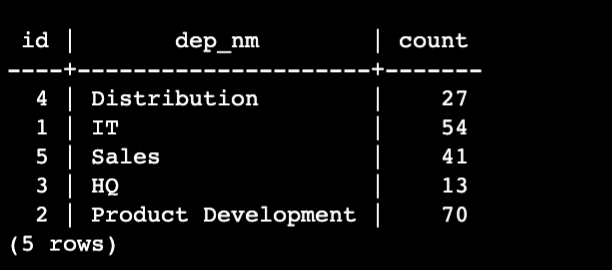 id |       dep_nm        | count
----+---------------------+-------
  4 | Distribution        |    27
  1 | IT                  |    54
  5 | Sales               |    41
  3 | HQ                  |    13
  2 | Product Development |    70
(5 rows)